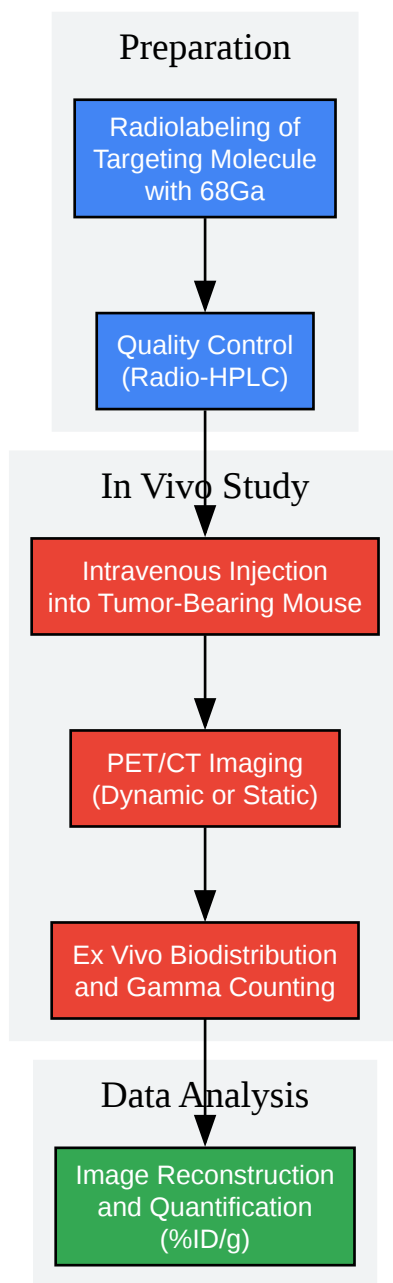 Preparation
Radiolabeling of
Targeting Molecule
with 68Ga
Quality Control
(Radio-HPLC)
In Vivo Study
Intravenous Injection
into Tumor-Bearing Mouse
PET/CT Imaging
(Dynamic or Static)
Ex Vivo Biodistribution
and Gamma Counting
Data Analysis
Image Reconstruction
and Quantification
(%ID/g)